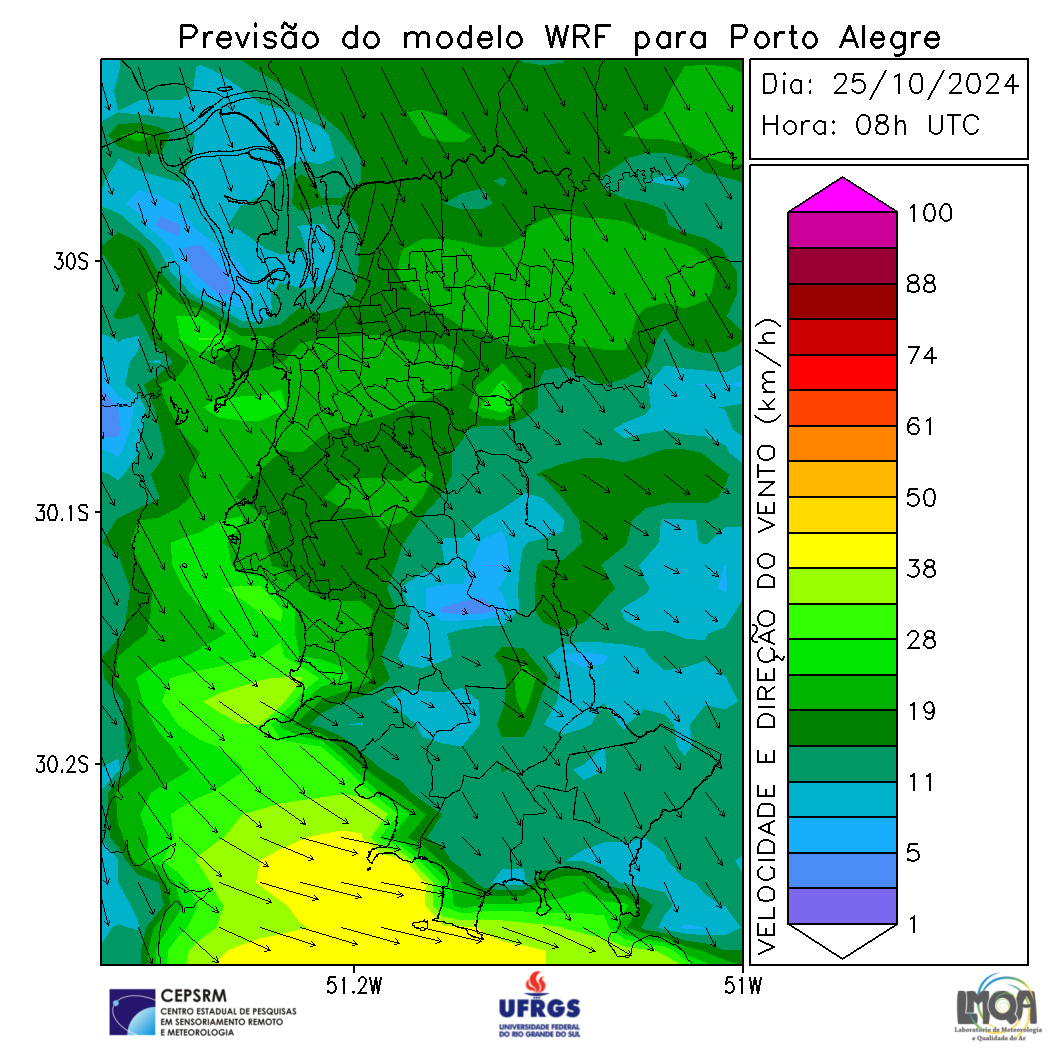 Previsão do modelo WRF para Porto Alegre
Dia: 25/10/2024
Hora: 08h UTC
30S
30.1S
30.2S
51.2W
51W
VELOCIDADE E DIREÇÃO DO VENTO (km/h)
100
88
74
61
50
38
28
19
11
5
1
CEPSRM
CENTRO ESTADUAL DE PESQUISAS
EM SENSORIAMENTO REMOTO
E METEOROLOGIA
UFRGS
UNIVERSIDADE FEDERAL
DO RIO GRANDE DO SUL
LMQA
Laboratório de Meteorologia
e Qualidade do Ar